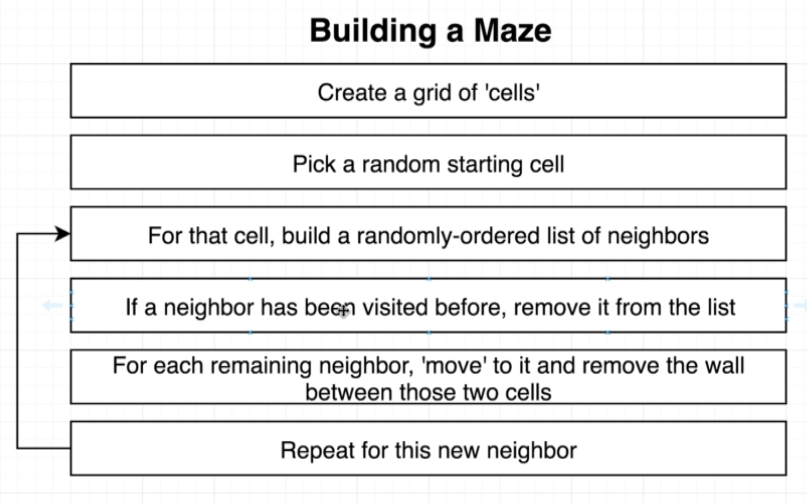 Building a Maze
Create a grid of 'cells'
Pick a random starting cell
For that cell, build a randomly-ordered list of neighbors
If a neighbor has been visited before, remove it from the list
For each remaining neighbor, 'move' to it and remove the wall
between those two cells
Repeat for this new neighbor